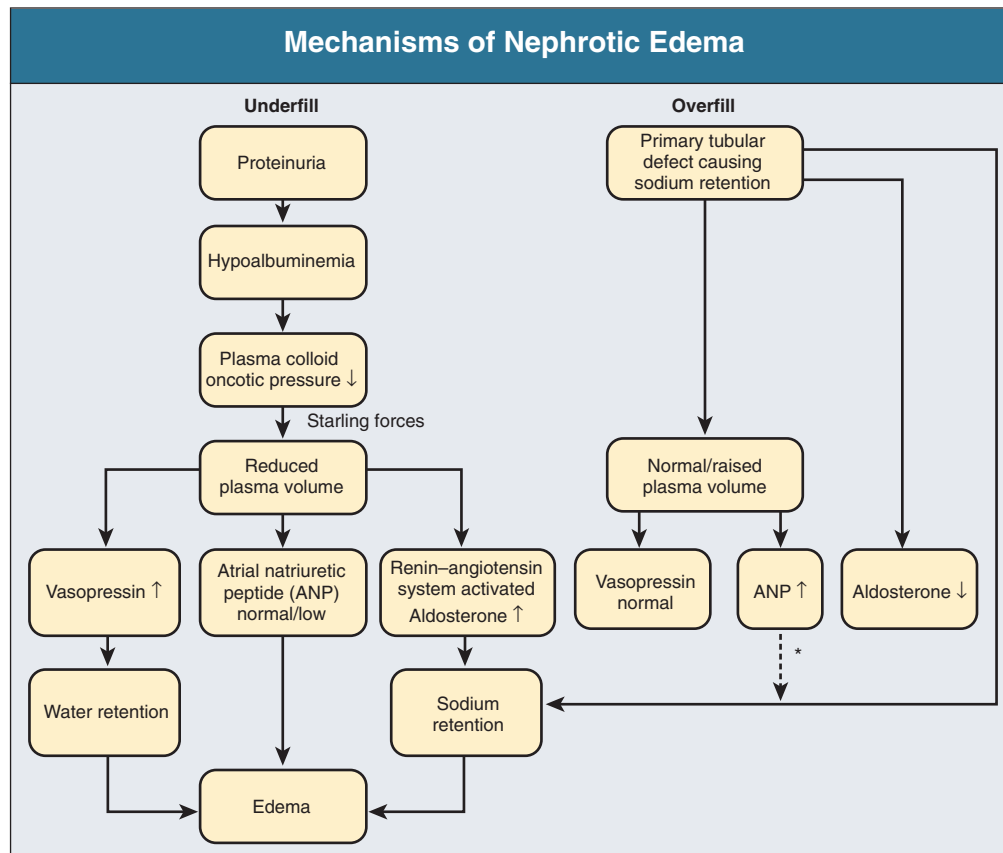 Mechanisms of Nephrotic Edema
Underfill
Overfill
Proteinuria
Primary tubular
defect causing
sodium retention
Hypoalbuminemia
Plasma colloid
oncotic pressure ↓
Starling forces
Reduced
plasma volume
Normal/raised
plasma volume
Vasopressin ↑
Atrial natriuretic
peptide (ANP)
normal/low
Renin–angiotensin
system activated
Aldosterone ↑
Vasopressin
normal
ANP ↑
Aldosterone ↓
*
Water retention
Sodium
retention
Edema